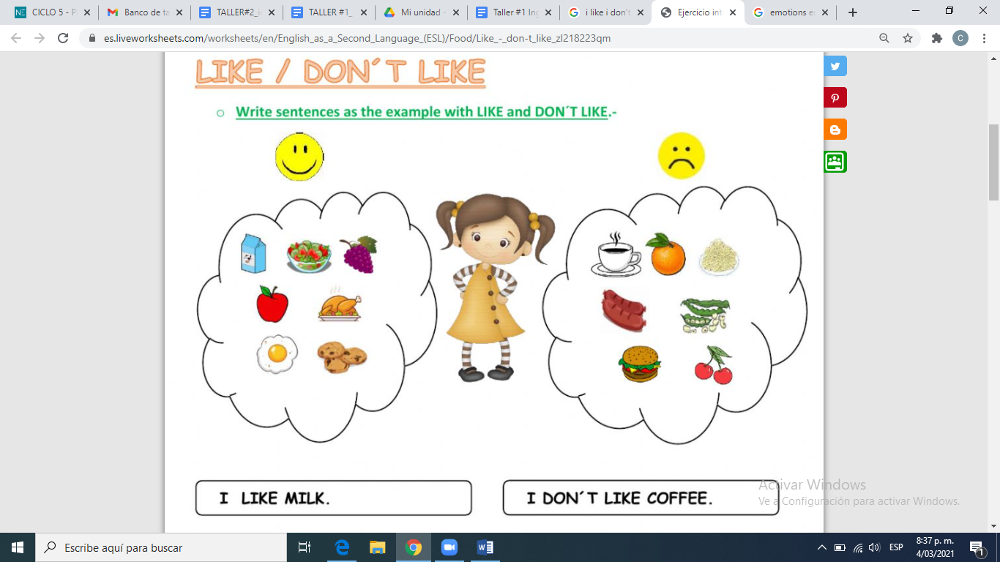 CICLO 5 - P
Banco de ta
TALLER#2_i
TALLER #1_
Mi unidad -
Taller #1 Ing
i like i don't
Ejercicio int
emotions e
es.liveworksheets.com/worksheets/en/English_as_a_Second_Language_(ESL)/Food/Like_-_don-t_like_zl218223qm
C
LIKE / DON´T LIKE
Write sentences as the example with LIKE and DON´T LIKE.-
I LIKE MILK.
I DON´T LIKE COFFEE.
Activar Windows
Ve a Configuración para activar Windows.
Escribe aquí para buscar
ESP
8:37 p. m.
4/03/2021
1